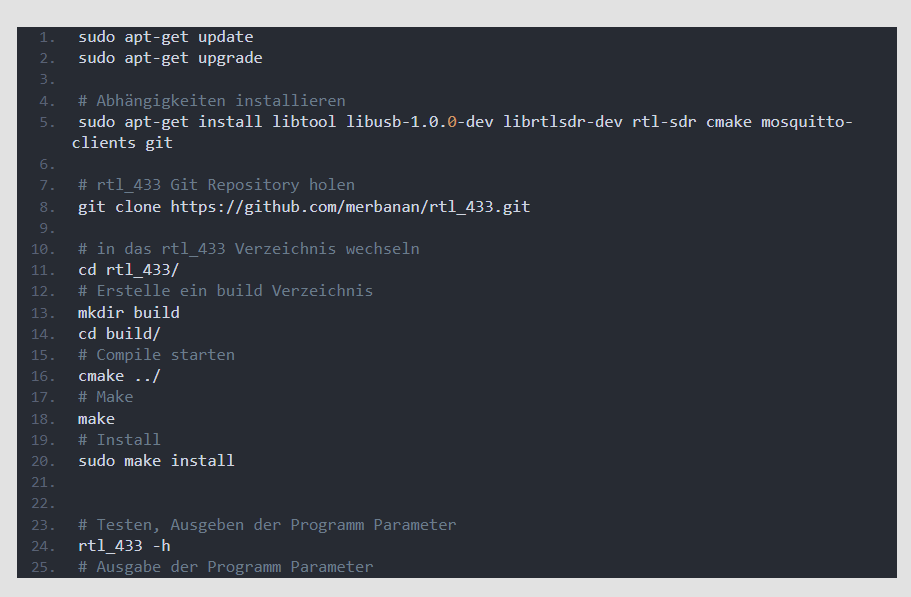 1. sudo apt-get update
2. sudo apt-get upgrade
3.
4. # Abhängigkeiten installieren
5. sudo apt-get install libtool libusb-1.0.0-dev librtlsdr-dev rtl-sdr cmake mosquitto-
clients git
6.
7. # rtl_433 Git Repository holen
8. git clone https://github.com/merbanan/rtl_433.git
9.
10. # in das rtl_433 Verzeichnis wechseln
11. cd rtl_433/
12. # Erstelle ein build Verzeichnis
13. mkdir build
14. cd build/
15. # Compile starten
16. cmake ../
17. # Make
18. make
19. # Install
20. sudo make install
21.
22.
23. # Testen, Ausgeben der Programm Parameter
24. rtl_433 -h
25. # Ausgabe der Programm Parameter